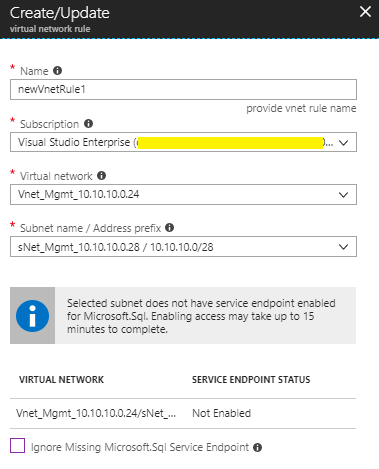 Create/Update
virtual network rule
* Name
newVnetRule1
provide vnet rule name
* Subscription
Visual Studio Enterprise (
...
* Virtual network
Vnet_Mgmt_10.10.10.0.24
* Subnet name / Address prefix
sNet_Mgmt_10.10.10.0.28 / 10.10.10.0/28
Selected subnet does not have service endpoint enabled
for Microsoft.Sql. Enabling access may take up to 15
minutes to complete.
VIRTUAL NETWORK SERVICE ENDPOINT STATUS
Vnet_Mgmt_10.10.10.0.24/sNet_... Not Enabled
Ignore Missing Microsoft.Sql Service Endpoint